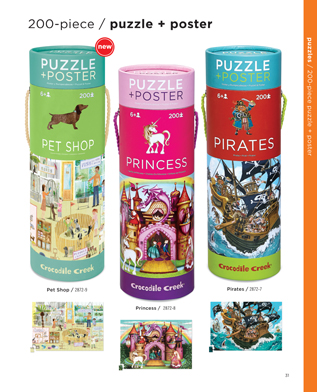 200-piece / puzzle + poster
puzzles / 200-piece puzzle + poster
new
PUZZLE
+POSTER
6+
200
PET SHOP
Crocodile Creek
PUZZLE
+POSTER
6+
200
PRINCESS
Crocodile Creek
PUZZLE
+POSTER
6+
200
PIRATES
Crocodile Creek
Pet Shop / 2872-5
Princess / 2872-9
Pirates / 2872-7
31